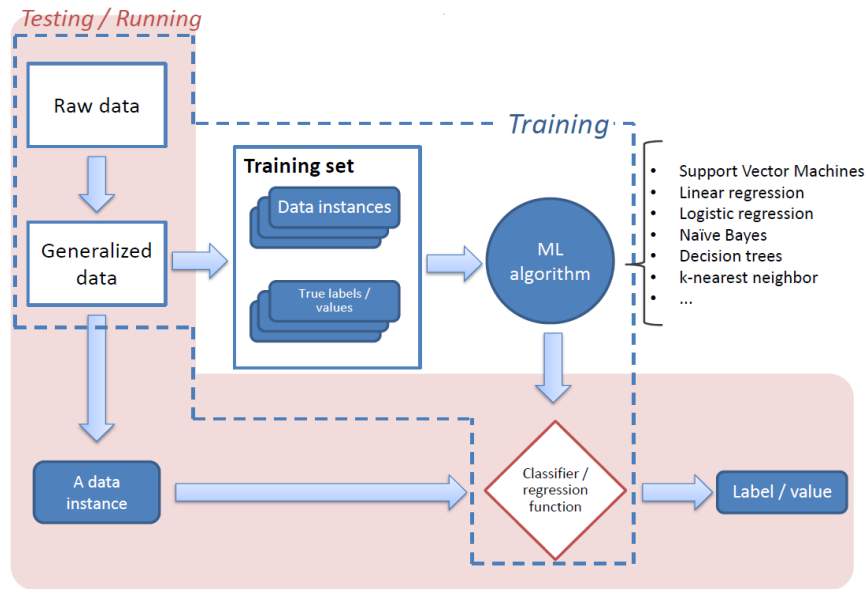 Testing / Running
Raw data
Training
Training set
Data instances
Generalized
data
True labels /
values
ML
algorithm
• Support Vector Machines
• Linear regression
• Logistic regression
• Naïve Bayes
• Decision trees
• k-nearest neighbor
• ...
A data
instance
Classifier /
regression
function
Label / value